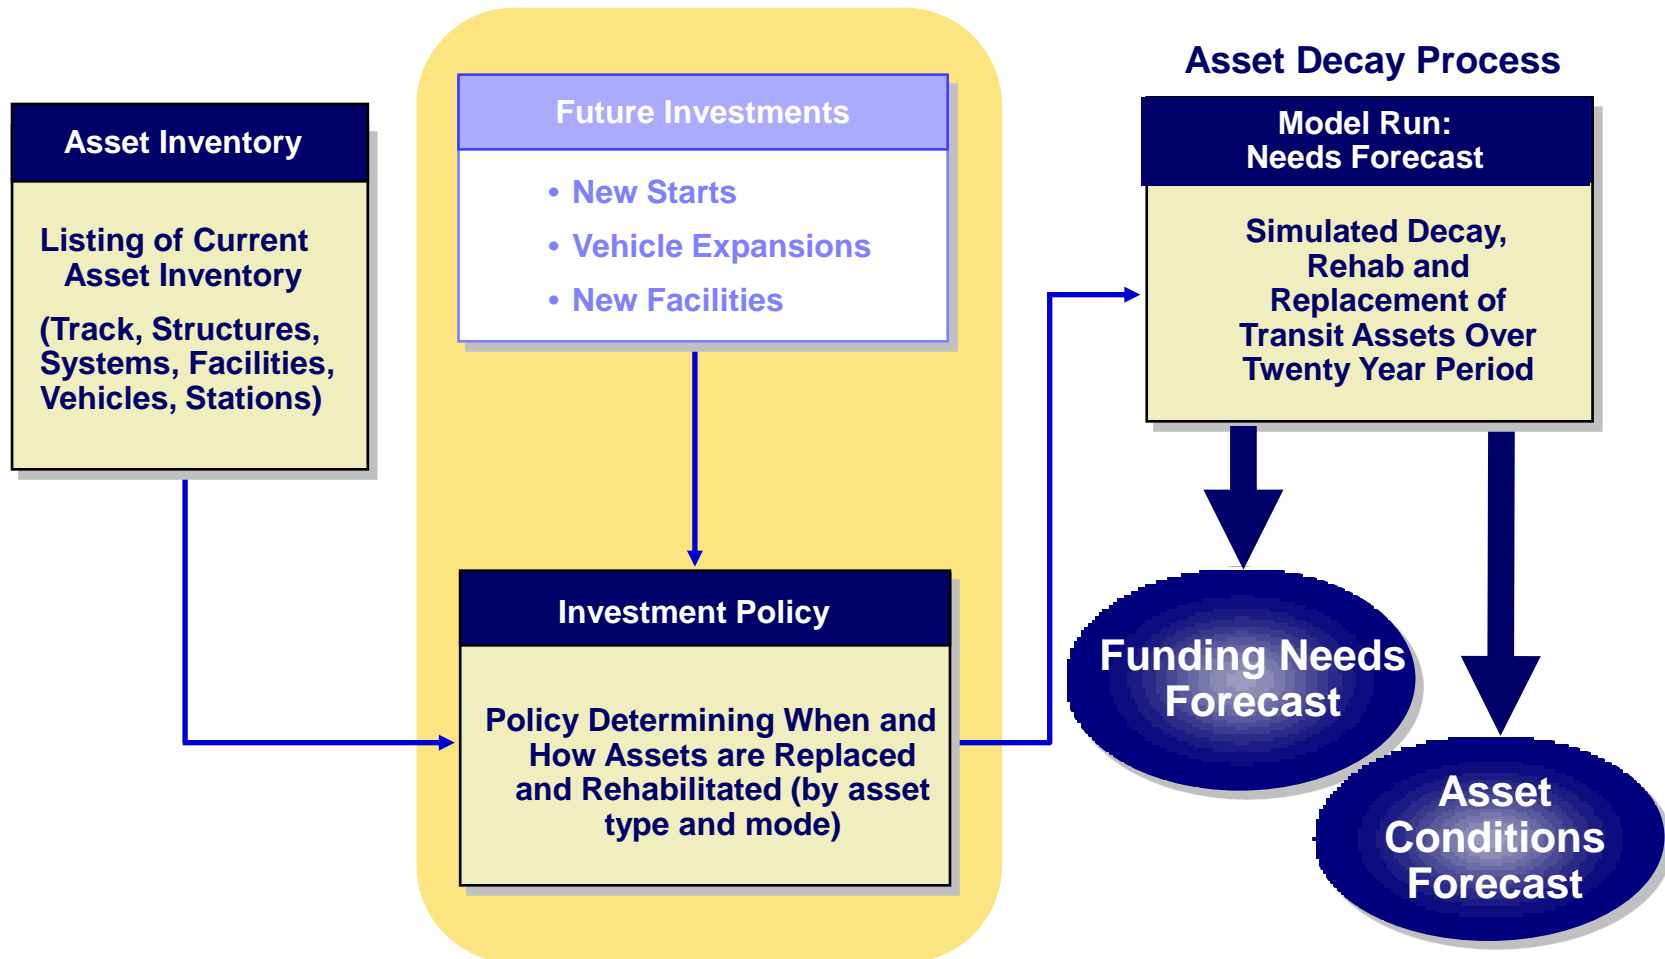 Asset Inventory
Listing of Current
Asset Inventory
(Track, Structures,
Systems, Facilities,
Vehicles, Stations)
Future Investments
• New Starts
• Vehicle Expansions
• New Facilities
Investment Policy
Policy Determining When and
How Assets are Replaced
and Rehabilitated (by asset
type and mode)
Asset Decay Process
Model Run:
Needs Forecast
Simulated Decay,
Rehab and
Replacement of
Transit Assets Over
Twenty Year Period
Funding Needs
Forecast
Asset
Conditions
Forecast